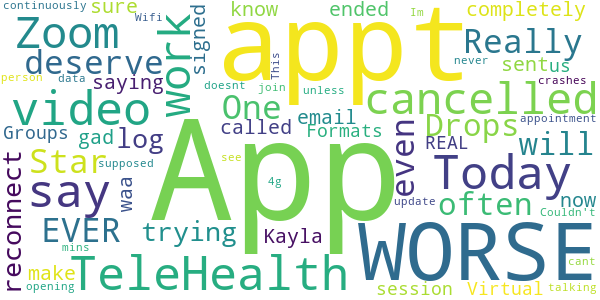 continuously
sure
Wifi
signed
know
ended
Im
completely
Zoom
work
appt
This
Really
never
deserve
sent
us
saying
person
data
doesnt
join
unless
crashes
cancelled
video
One
email
appointment
Groups
gad
log
called
Formats
even
Drops
REAL
will
Star
supposed
see
Today
reconnect
say
waa
App
4g
update
often
now
Couldn't
EVER
trying
Kayla
WORSE
mins
make
TeleHealth
cant
opening
session
Virtual
talking